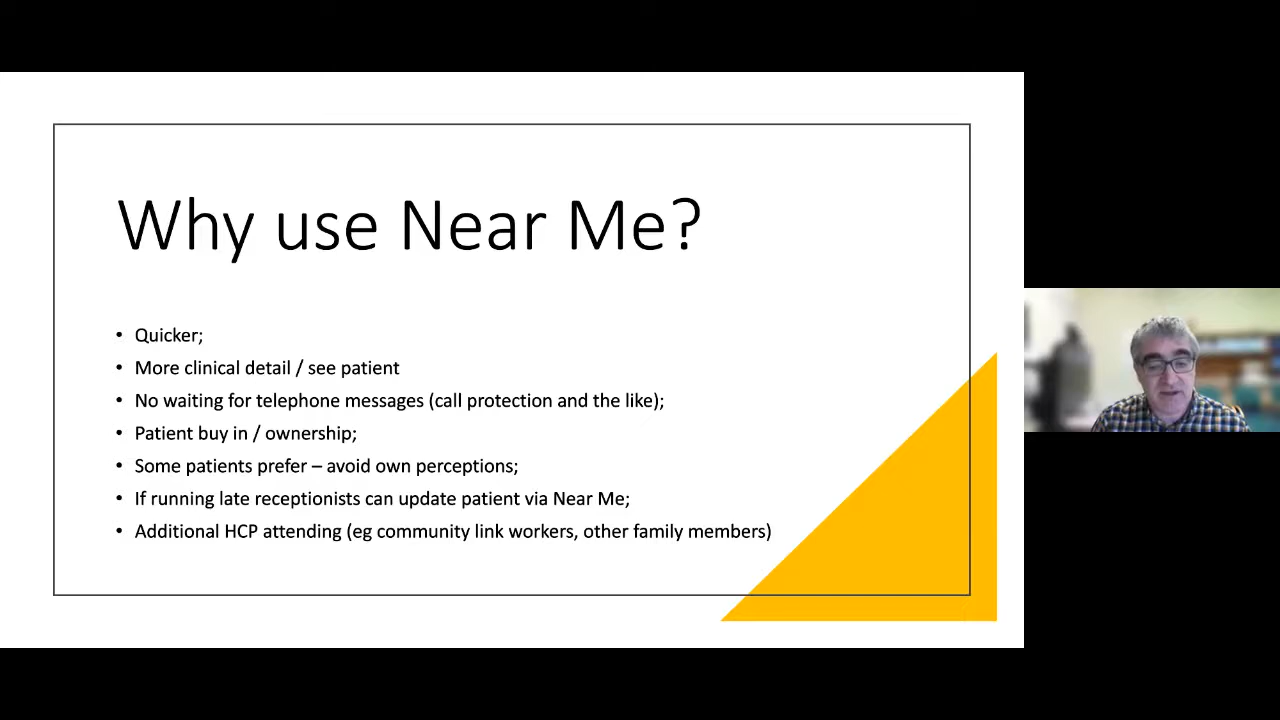 Why use Near Me?
• Quicker;
• More clinical detail / see patient
• No waiting for telephone messages (call protection and the like);
• Patient buy in / ownership;
• Some patients prefer – avoid own perceptions;
• If running late receptionists can update patient via Near Me;
• Additional HCP attending (eg community link workers, other family members)